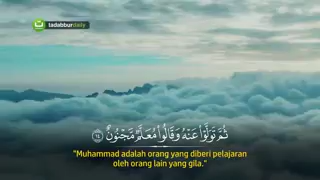 tadabburdaily
ثُمَّ تَوَلَّوْا عَنْهُ وَقَالُوا مُعَلَّمٌ مَجْنُونٌ ١٤
"Muhammad adalah orang yang diberi pelajaran
oleh orang lain yang gila."